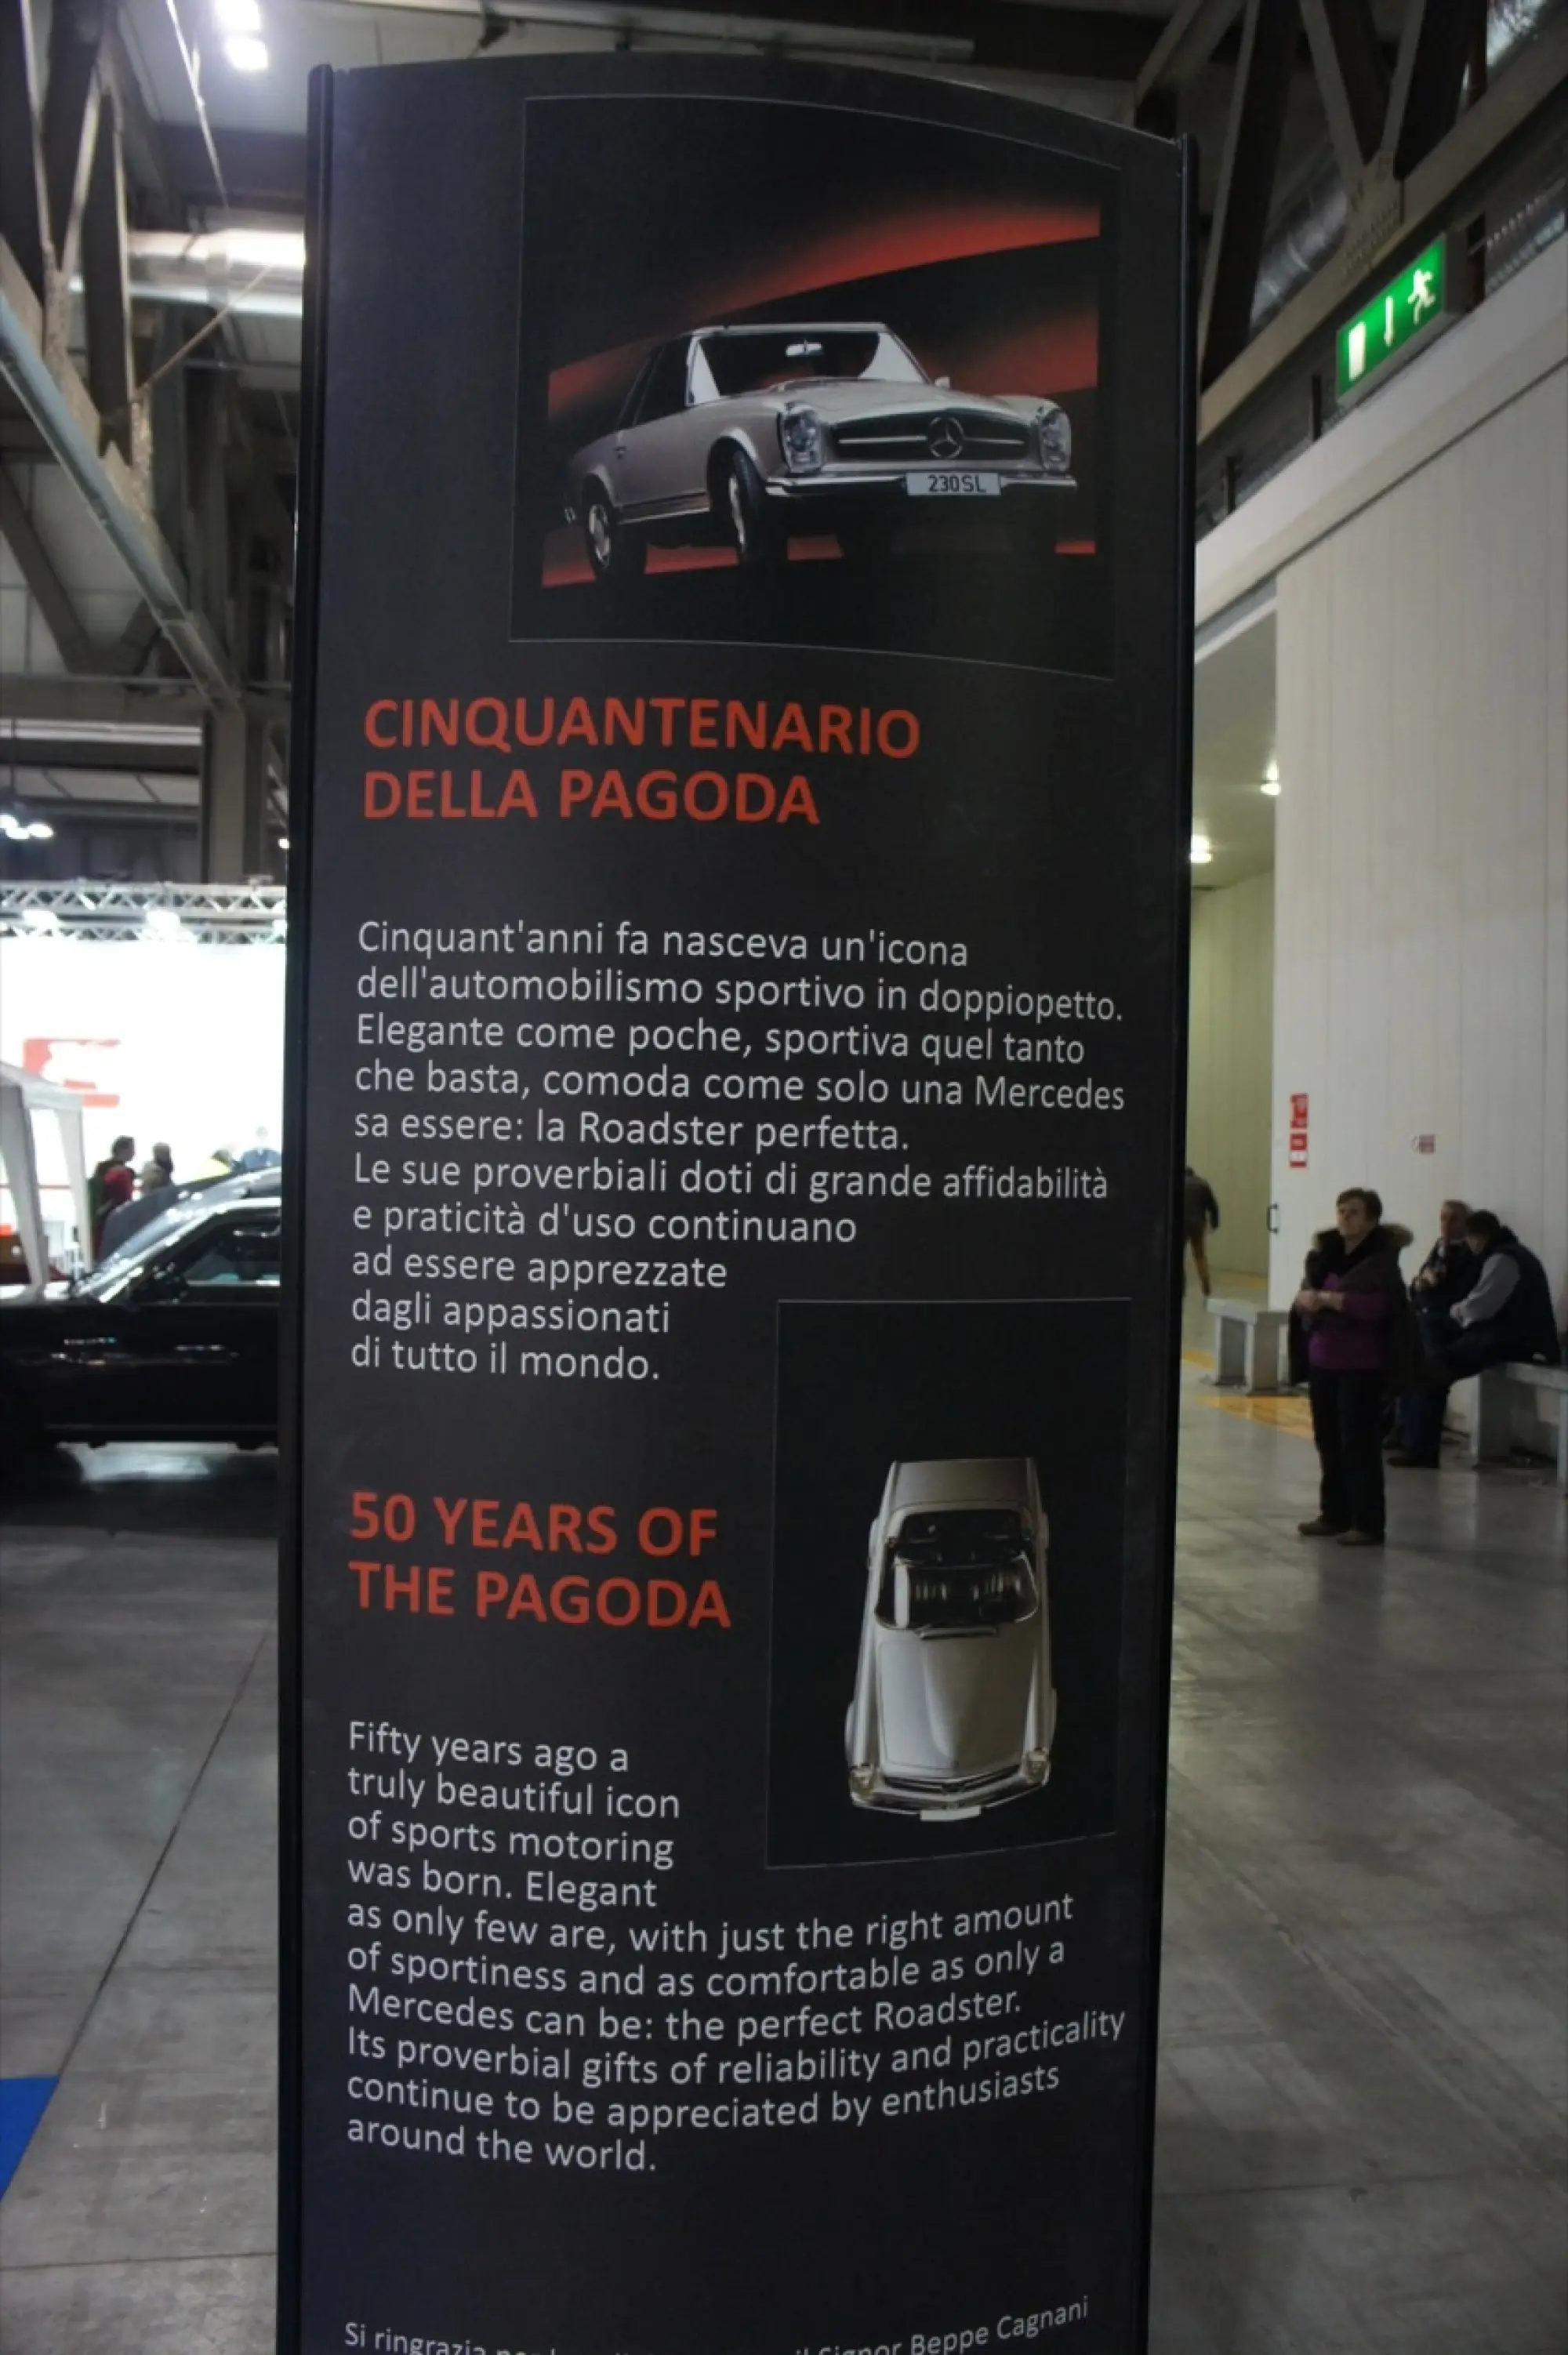 230SL
CINQUANTENARIO
DELLA PAGODA
Cinquant'anni fa nasceva un'icona
dell'automobilismo sportivo in doppiopetto.
Elegante come poche, sportiva quel tanto
che basta, comoda come solo una Mercedes
sa essere: la Roadster perfetta.
Le sue proverbiali doti di grande affidabilità
e praticità d'uso continuano
ad essere apprezzate
dagli appassionati
di tutto il mondo.
50 YEARS OF
THE PAGODA
Fifty years ago a
truly beautiful icon
of sports motoring
was born. Elegant
as only few are, with just the right amount
of sportiness and as comfortable as only a
Mercedes can be: the perfect Roadster.
Its proverbial gifts of reliability and practicality
continue to be appreciated by enthusiasts
around the world.
Si ringrazia il Signor Beppe Cagnani